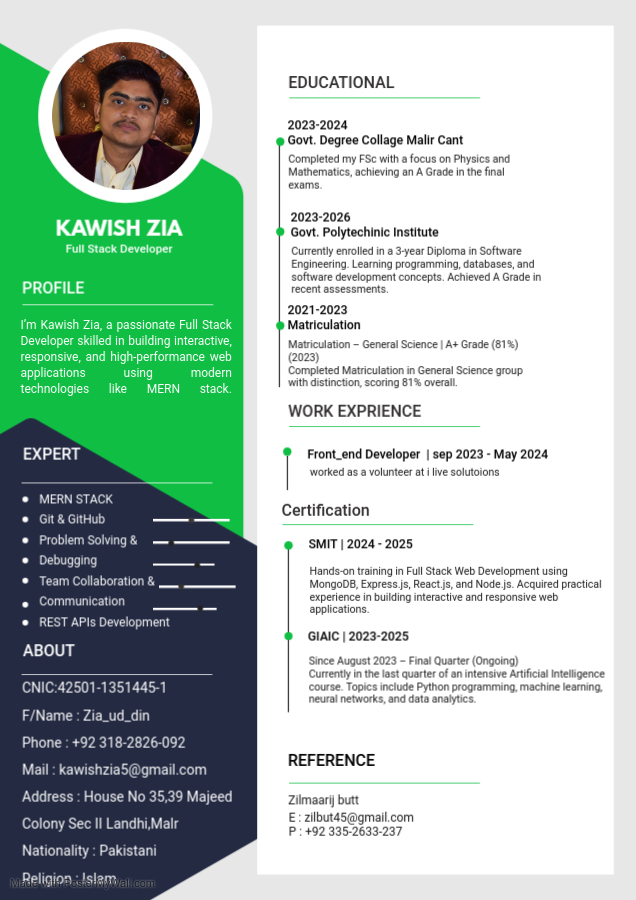 KAWISH ZIA
Full Stack Developer
PROFILE
I'm Kawish Zia, a passionate Full Stack
Developer skilled in building interactive,
responsive, and high-performance web
applications using modern
technologies like MERN stack.
EXPERT
MERN STACK
Git & GitHub
Problem Solving &
Debugging
Team Collaboration &
Communication
REST APIs Development
ABOUT
CNIC:42501-1351445-1
F/Name : Zia_ud_din
Phone : +92 318-2826-092
Mail : kawishzia5@gmail.com
Address : House No 35,39 Majeed
Colony Sec II Landhi,Malr
Nationality : Pakistani
Religion : Islam
Made with PosterMyWall.com
EDUCATIONAL
2023-2024
Govt. Degree Collage Malir Cant
Completed my FSc with a focus on Physics and
Mathematics, achieving an A Grade in the final
exams.
2023-2026
Govt. Polytechinic Institute
Currently enrolled in a 3-year Diploma in Software
Engineering. Learning programming, databases, and
software development concepts. Achieved A Grade in
recent assessments.
2021-2023
Matriculation
Matriculation – General Science | A+ Grade (81%)
(2023)
Completed Matriculation in General Science group
with distinction, scoring 81% overall.
WORK EXPRIENCE
Front_end Developer | sep 2023 - May 2024
worked as a volunteer at i live solutoions
Certification
SMIT | 2024 - 2025
Hands-on training in Full Stack Web Development using
MongoDB, Express.js, React.js, and Node.js. Acquired practical
experience in building interactive and responsive web
applications.
GIAIC | 2023-2025
Since August 2023 – Final Quarter (Ongoing)
Currently in the last quarter of an intensive Artificial Intelligence
course. Topics include Python programming, machine learning,
neural networks, and data analytics.
REFERENCE
Zilmaarij butt
E : zilbut45@gmail.com
P : +92 335-2633-237